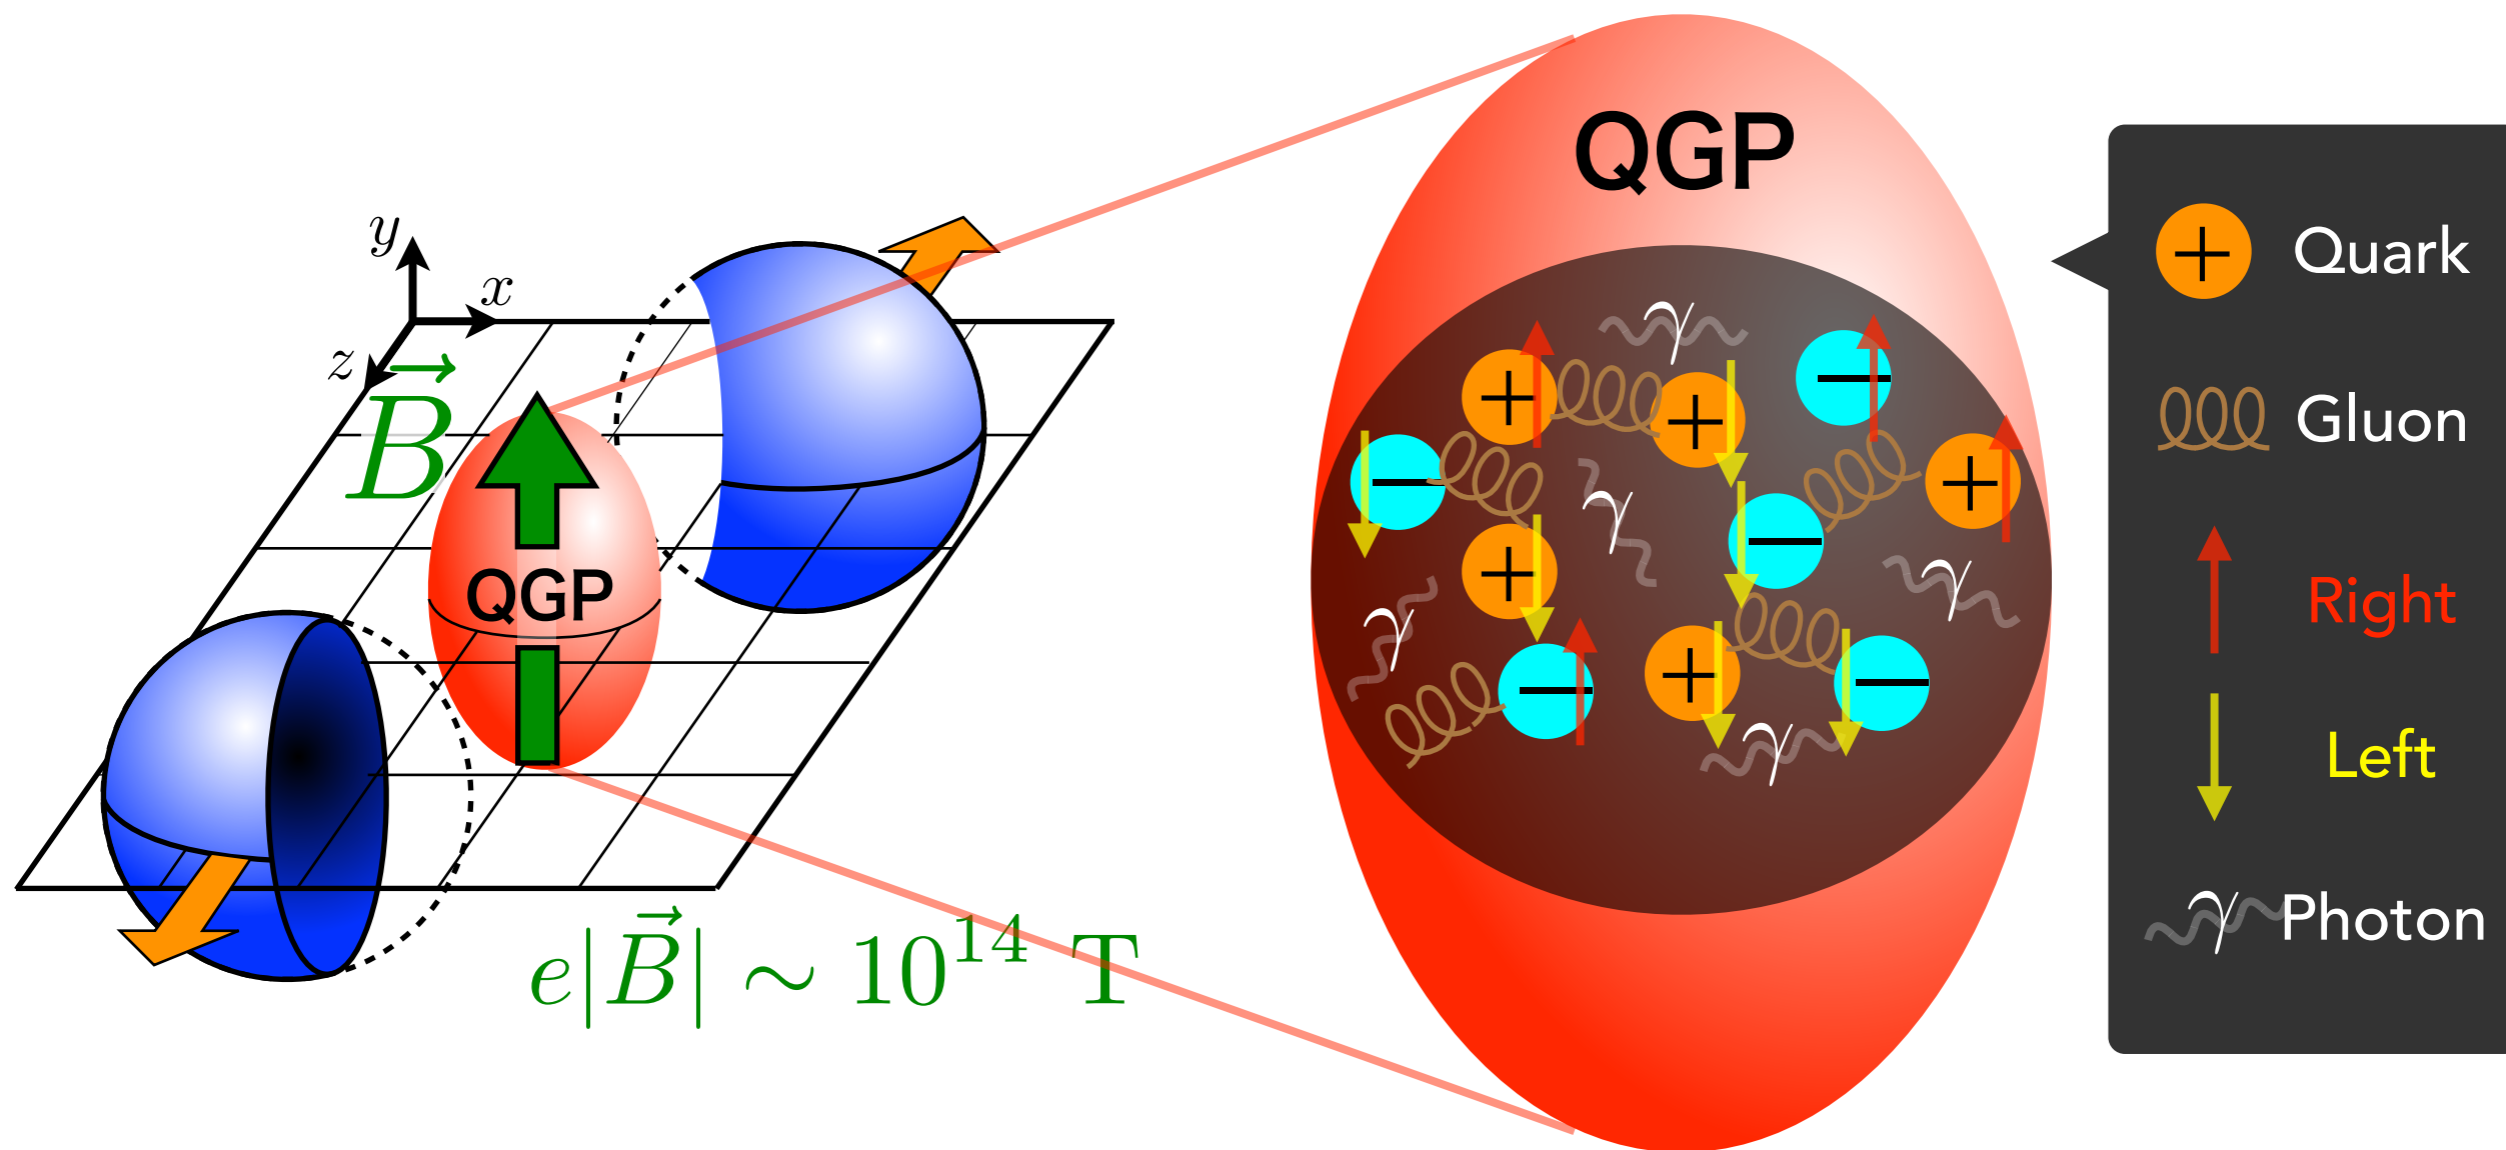 y
x
z
B⃗
QGP
e|B⃗| ∼ 10¹⁴ T
QGP
γ
+
+
−
+
−
+
γ
−
+
γ
γ
−
+
−
γ
+ Quark
Gluon
Right
Left
γ Photon